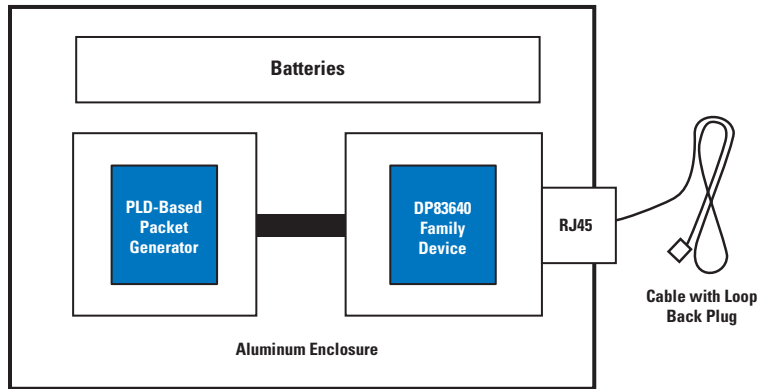 Batteries
PLD-Based
Packet
Generator
DP83640
Family
Device
RJ45
Cable with Loop
Back Plug
Aluminum Enclosure